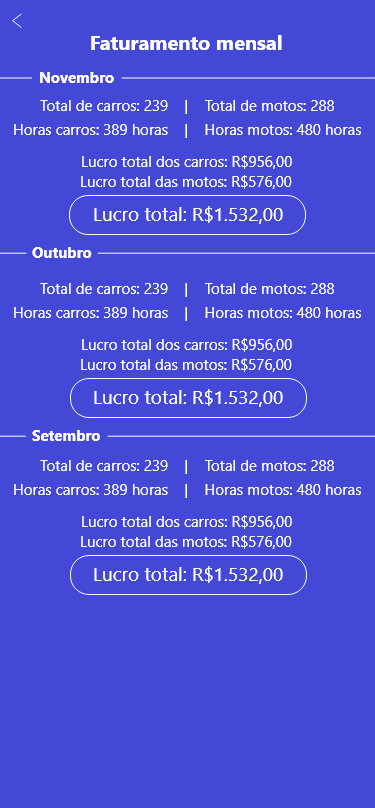 Faturamento mensal
Novembro
Total de carros: 239 | Total de motos: 288
Horas carros: 389 horas | Horas motos: 480 horas
Lucro total dos carros: R$956,00
Lucro total das motos: R$576,00
Lucro total: R$1.532,00
Outubro
Total de carros: 239 | Total de motos: 288
Horas carros: 389 horas | Horas motos: 480 horas
Lucro total dos carros: R$956,00
Lucro total das motos: R$576,00
Lucro total: R$1.532,00
Setembro
Total de carros: 239 | Total de motos: 288
Horas carros: 389 horas | Horas motos: 480 horas
Lucro total dos carros: R$956,00
Lucro total das motos: R$576,00
Lucro total: R$1.532,00